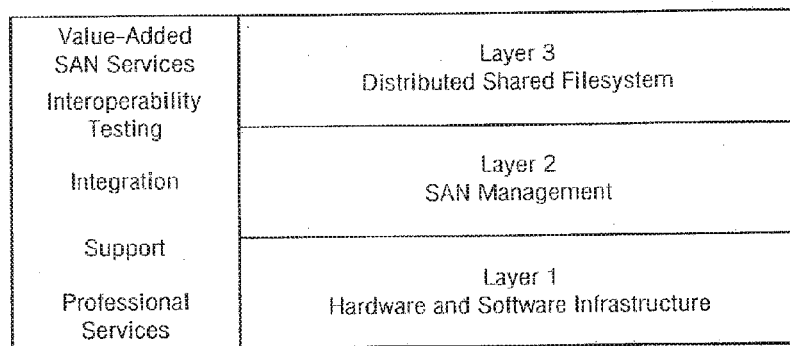 Value-Added
SAN Services
Interoperability
Testing
Integration
Support
Professional
Services
Layer 3
Distributed Shared Filesystem
Layer 2
SAN Management
Layer 1
Hardware and Software Infrastructure